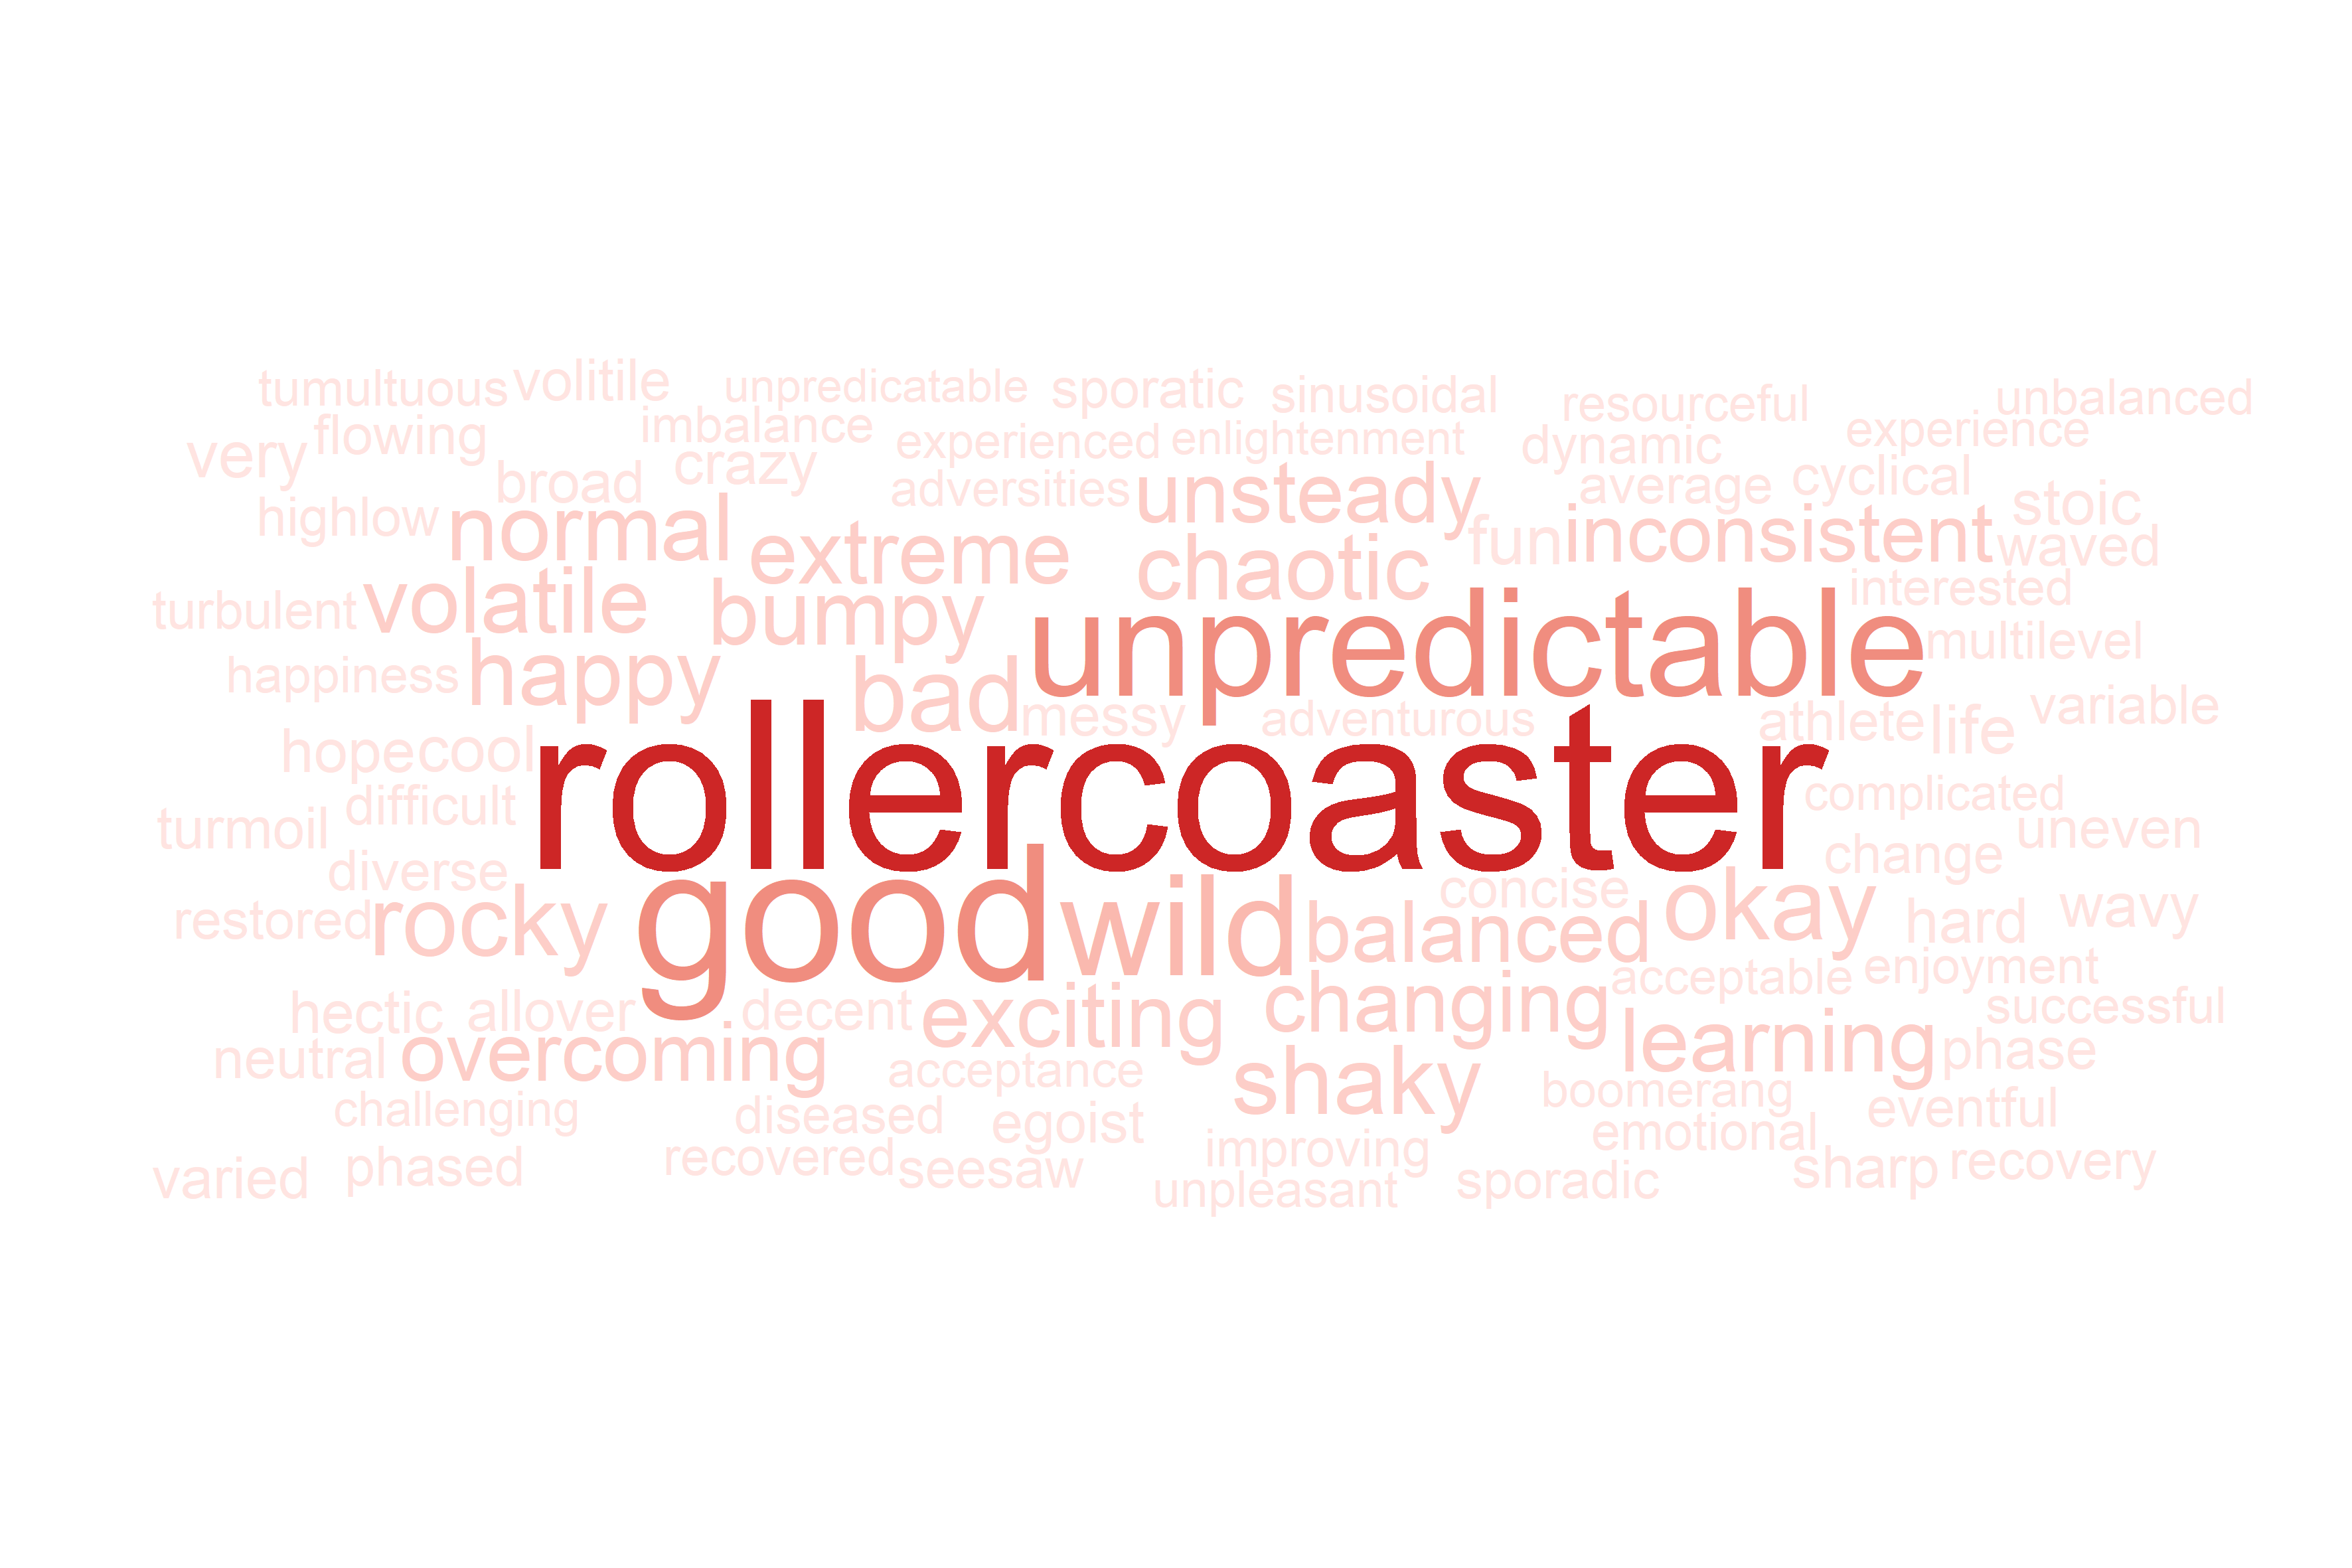 tumultuous volitile unpredicatable sporatic sinusoidal resourceful unbalanced
very flowing imbalance experienced enlightenment dynamic experience
highlow broad crazy adversities unsteady average cyclical stoic
normal extreme chaotic fun inconsistent waved
turbulent volatile bumpy unpredictable interested
happiness happy bad messy adventurous multilevel
hope cool athlete life variable
turmoil difficult rollercoaster complicated uneven
diverse concise change
restored rocky good wild balanced okay hard wavy
hectic allover decent exciting changing acceptable enjoyment successful
neutral overcoming acceptance shaky learning phase
challenging diseased egoist boomerang eventful
varied phased recovered seesaw improving emotional
unpleasant sporadic sharp recovery